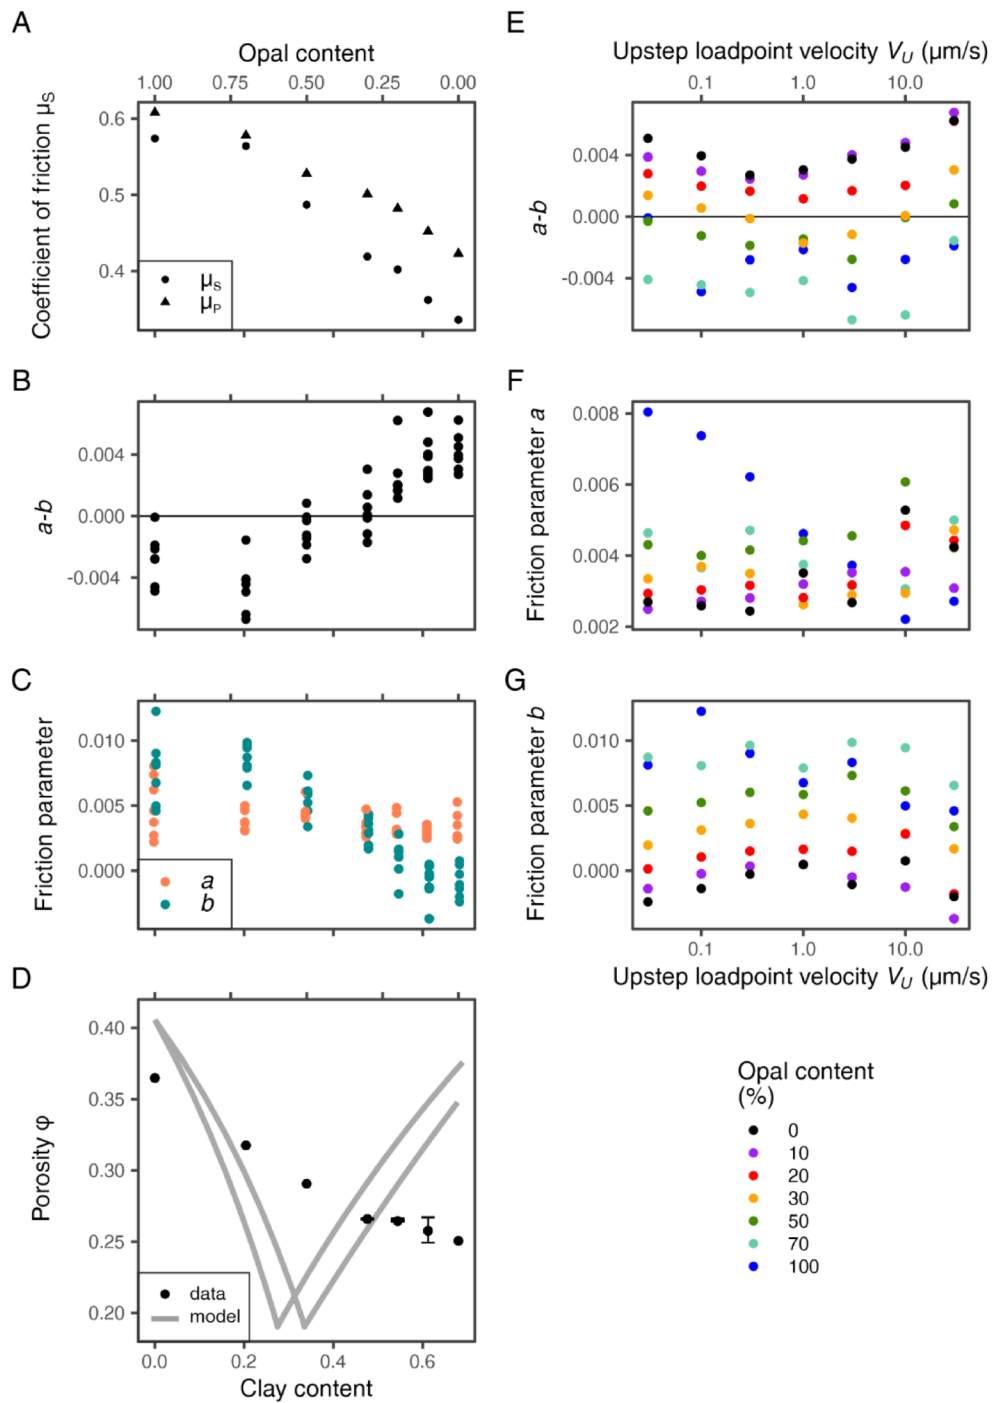 A
Opal content
1.00 0.75 0.50 0.25 0.00
Coefficient of friction μS
0.6
0.5
0.4
μS
μP
B
a-b
0.004
0.000
-0.004
C
Friction parameter
0.010
0.005
0.000
a
b
D
Porosity φ
0.40
0.35
0.30
0.25
0.20
data
model
0.0 0.2 0.4 0.6
Clay content
E
Upstep loadpoint velocity VU (μm/s)
0.1 1.0 10.0
a-b
0.004
0.000
-0.004
F
Friction parameter a
0.008
0.006
0.004
0.002
G
Friction parameter b
0.010
0.005
0.000
0.1 1.0 10.0
Upstep loadpoint velocity VU (μm/s)
Opal content
(%)
0
10
20
30
50
70
100